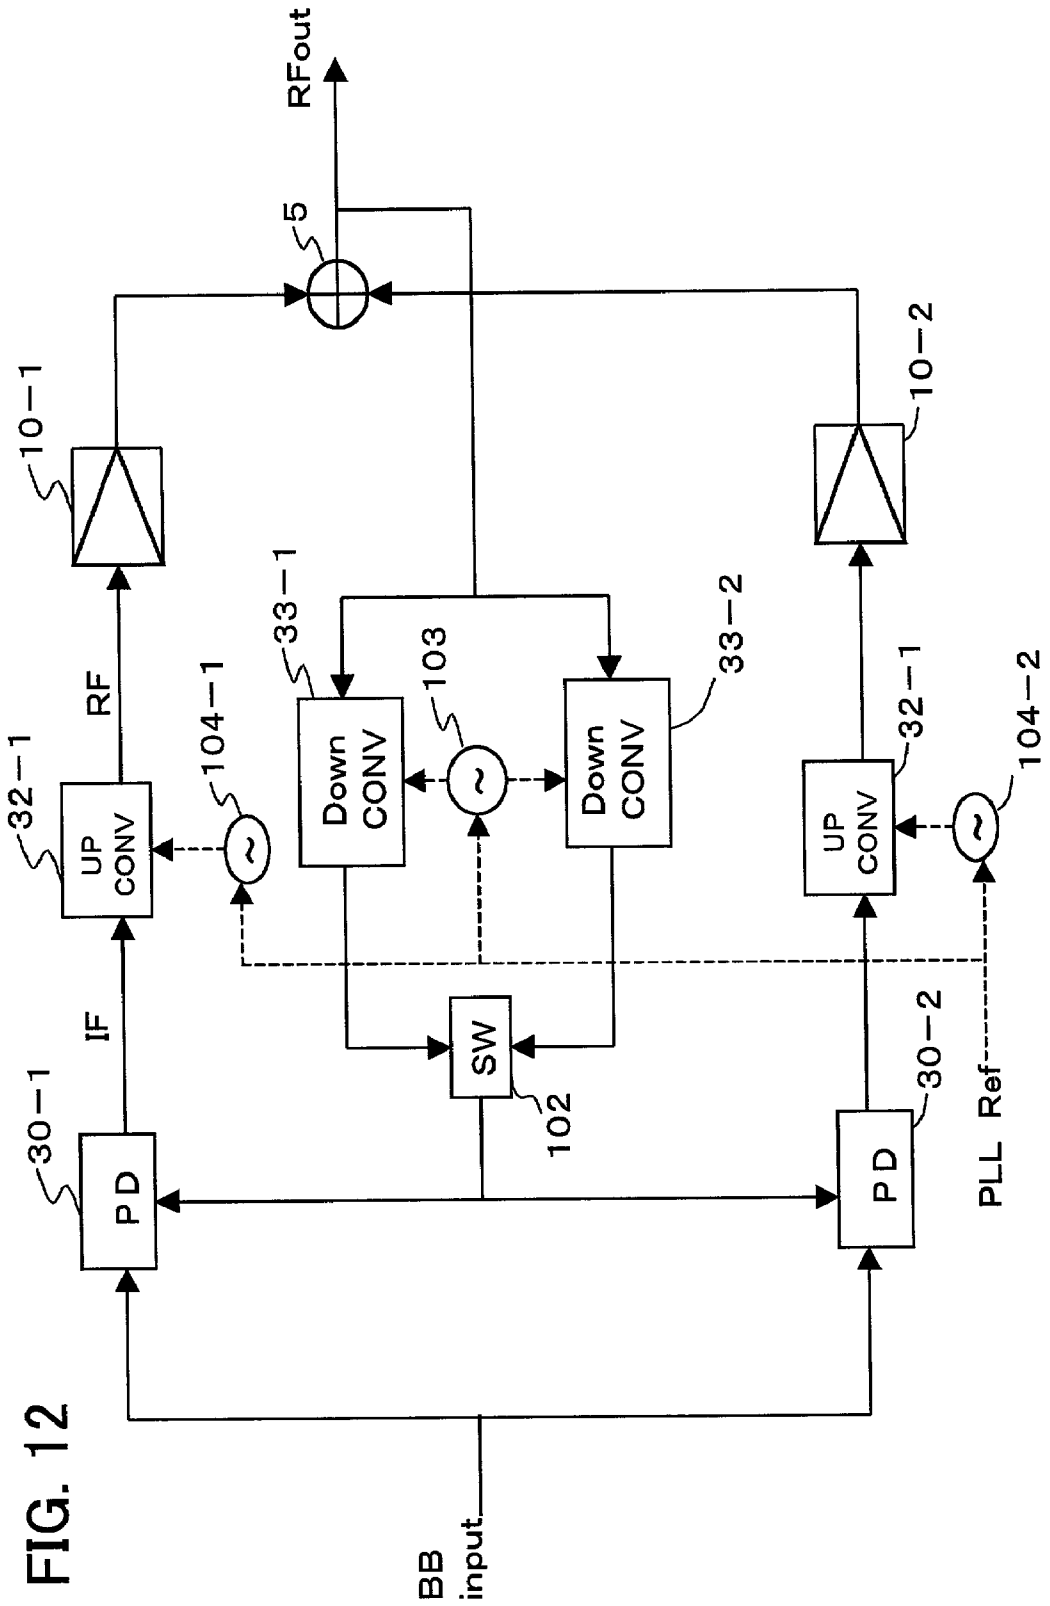 FIG. 12
BB
input
30-1
PD
IF
32-1
UP
CONV
RF
104-1
~
10-1
5
RFout
33-1
Down
CONV
103
~
SW
102
Down
CONV
33-2
PD
30-2
UP
CONV
32-1
10-2
~
104-2
PLL Ref